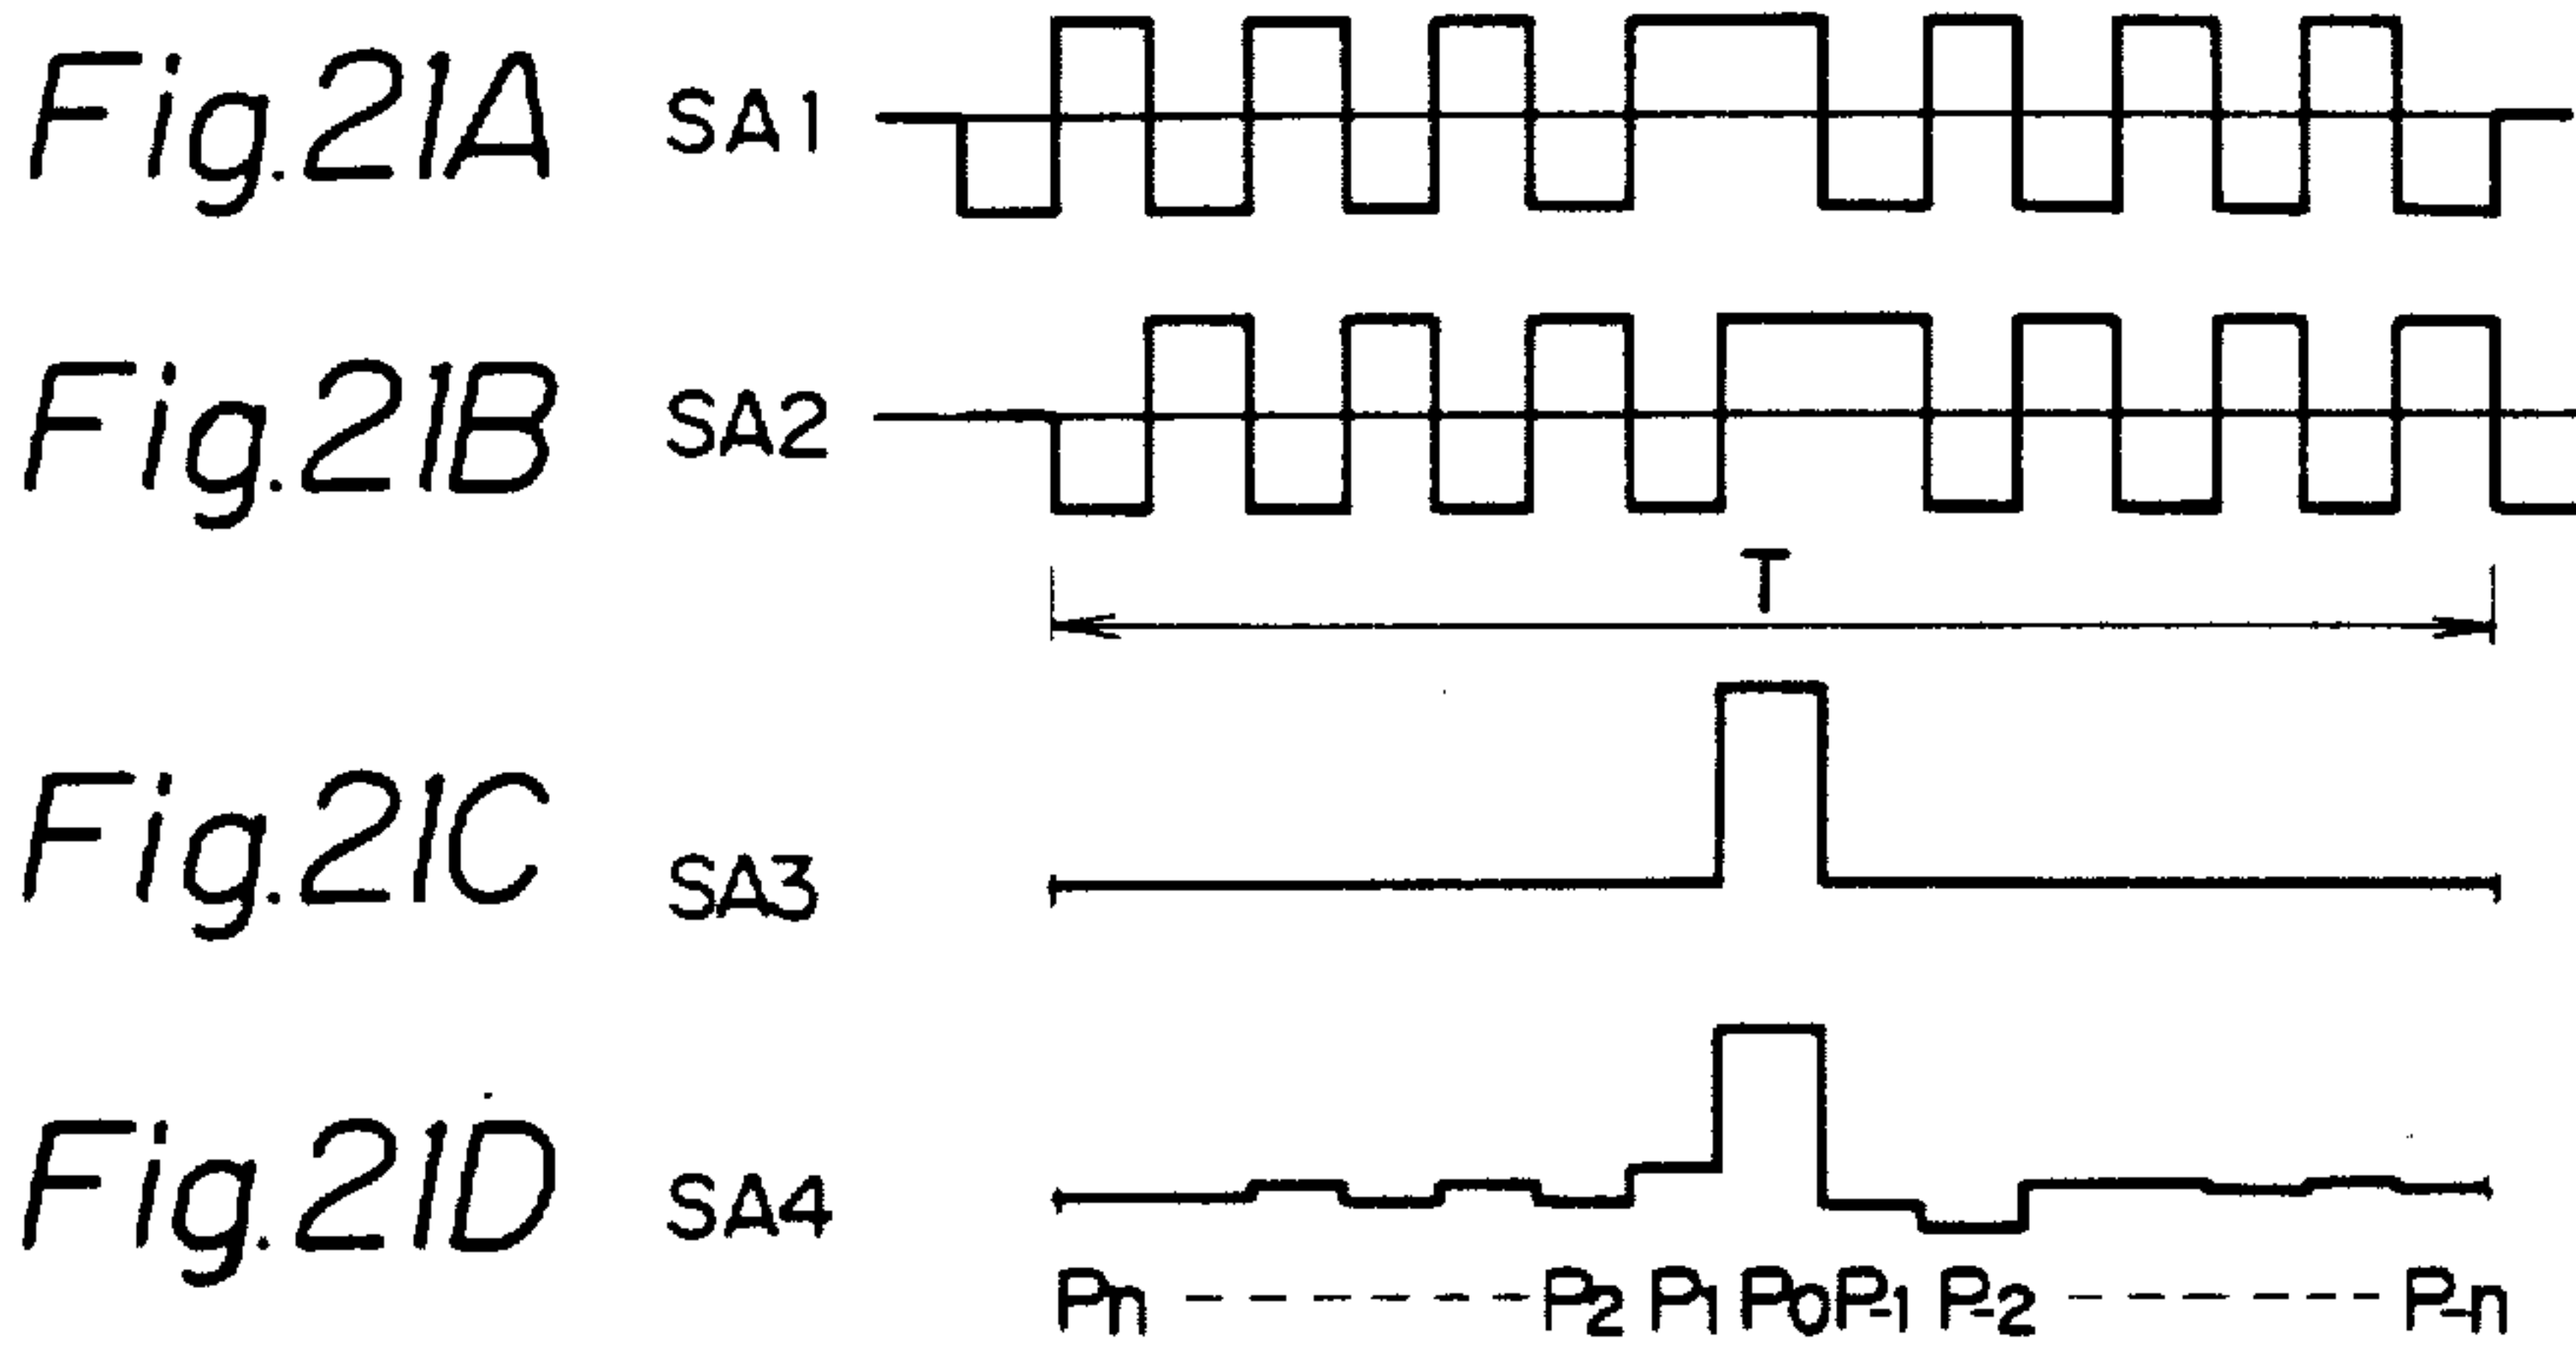 Fig.21A SA1
Fig.21B SA2
T
Fig.21C SA3
Fig.21D SA4
Pn ------- P2 P1 P0 P-1 P-2 ------ P-n